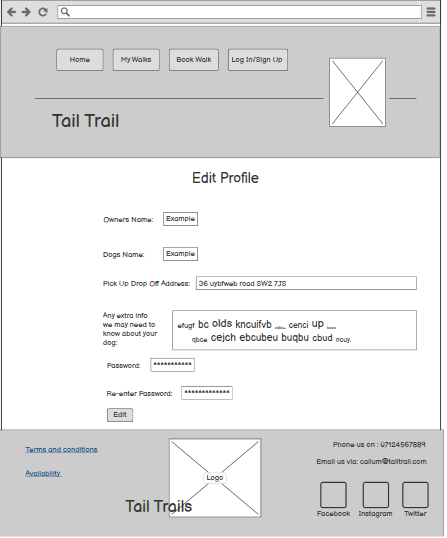 Home
My Walks
Book Walk
Log In/Sign Up
Tail Trail
Edit Profile
Owners Name: Example
Dogs Name: Example
Pick Up Drop Off Address: 36 uybfweb road SW2 7JS
Any extra info
we may need to
know about your
dog:
efugf bc olds kncuifvb cenci up
qbce cejch ebcubeu buqbu cbud ocuy.
Password: ***********
Re-enter Password: *************
Edit
Terms and conditions
Availability
Logo
Tail Trails
Phone us on : 07124567889
Email us via: callum@tailtrail.com
Facebook
Instagram
Twitter